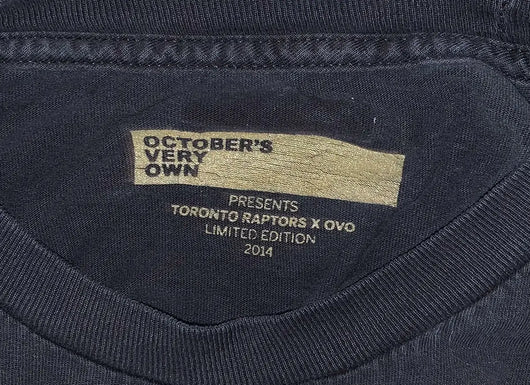 OCTOBER'S
VERY
OWN
PRESENTS
TORONTO RAPTORS X OVO
LIMITED EDITION
2014